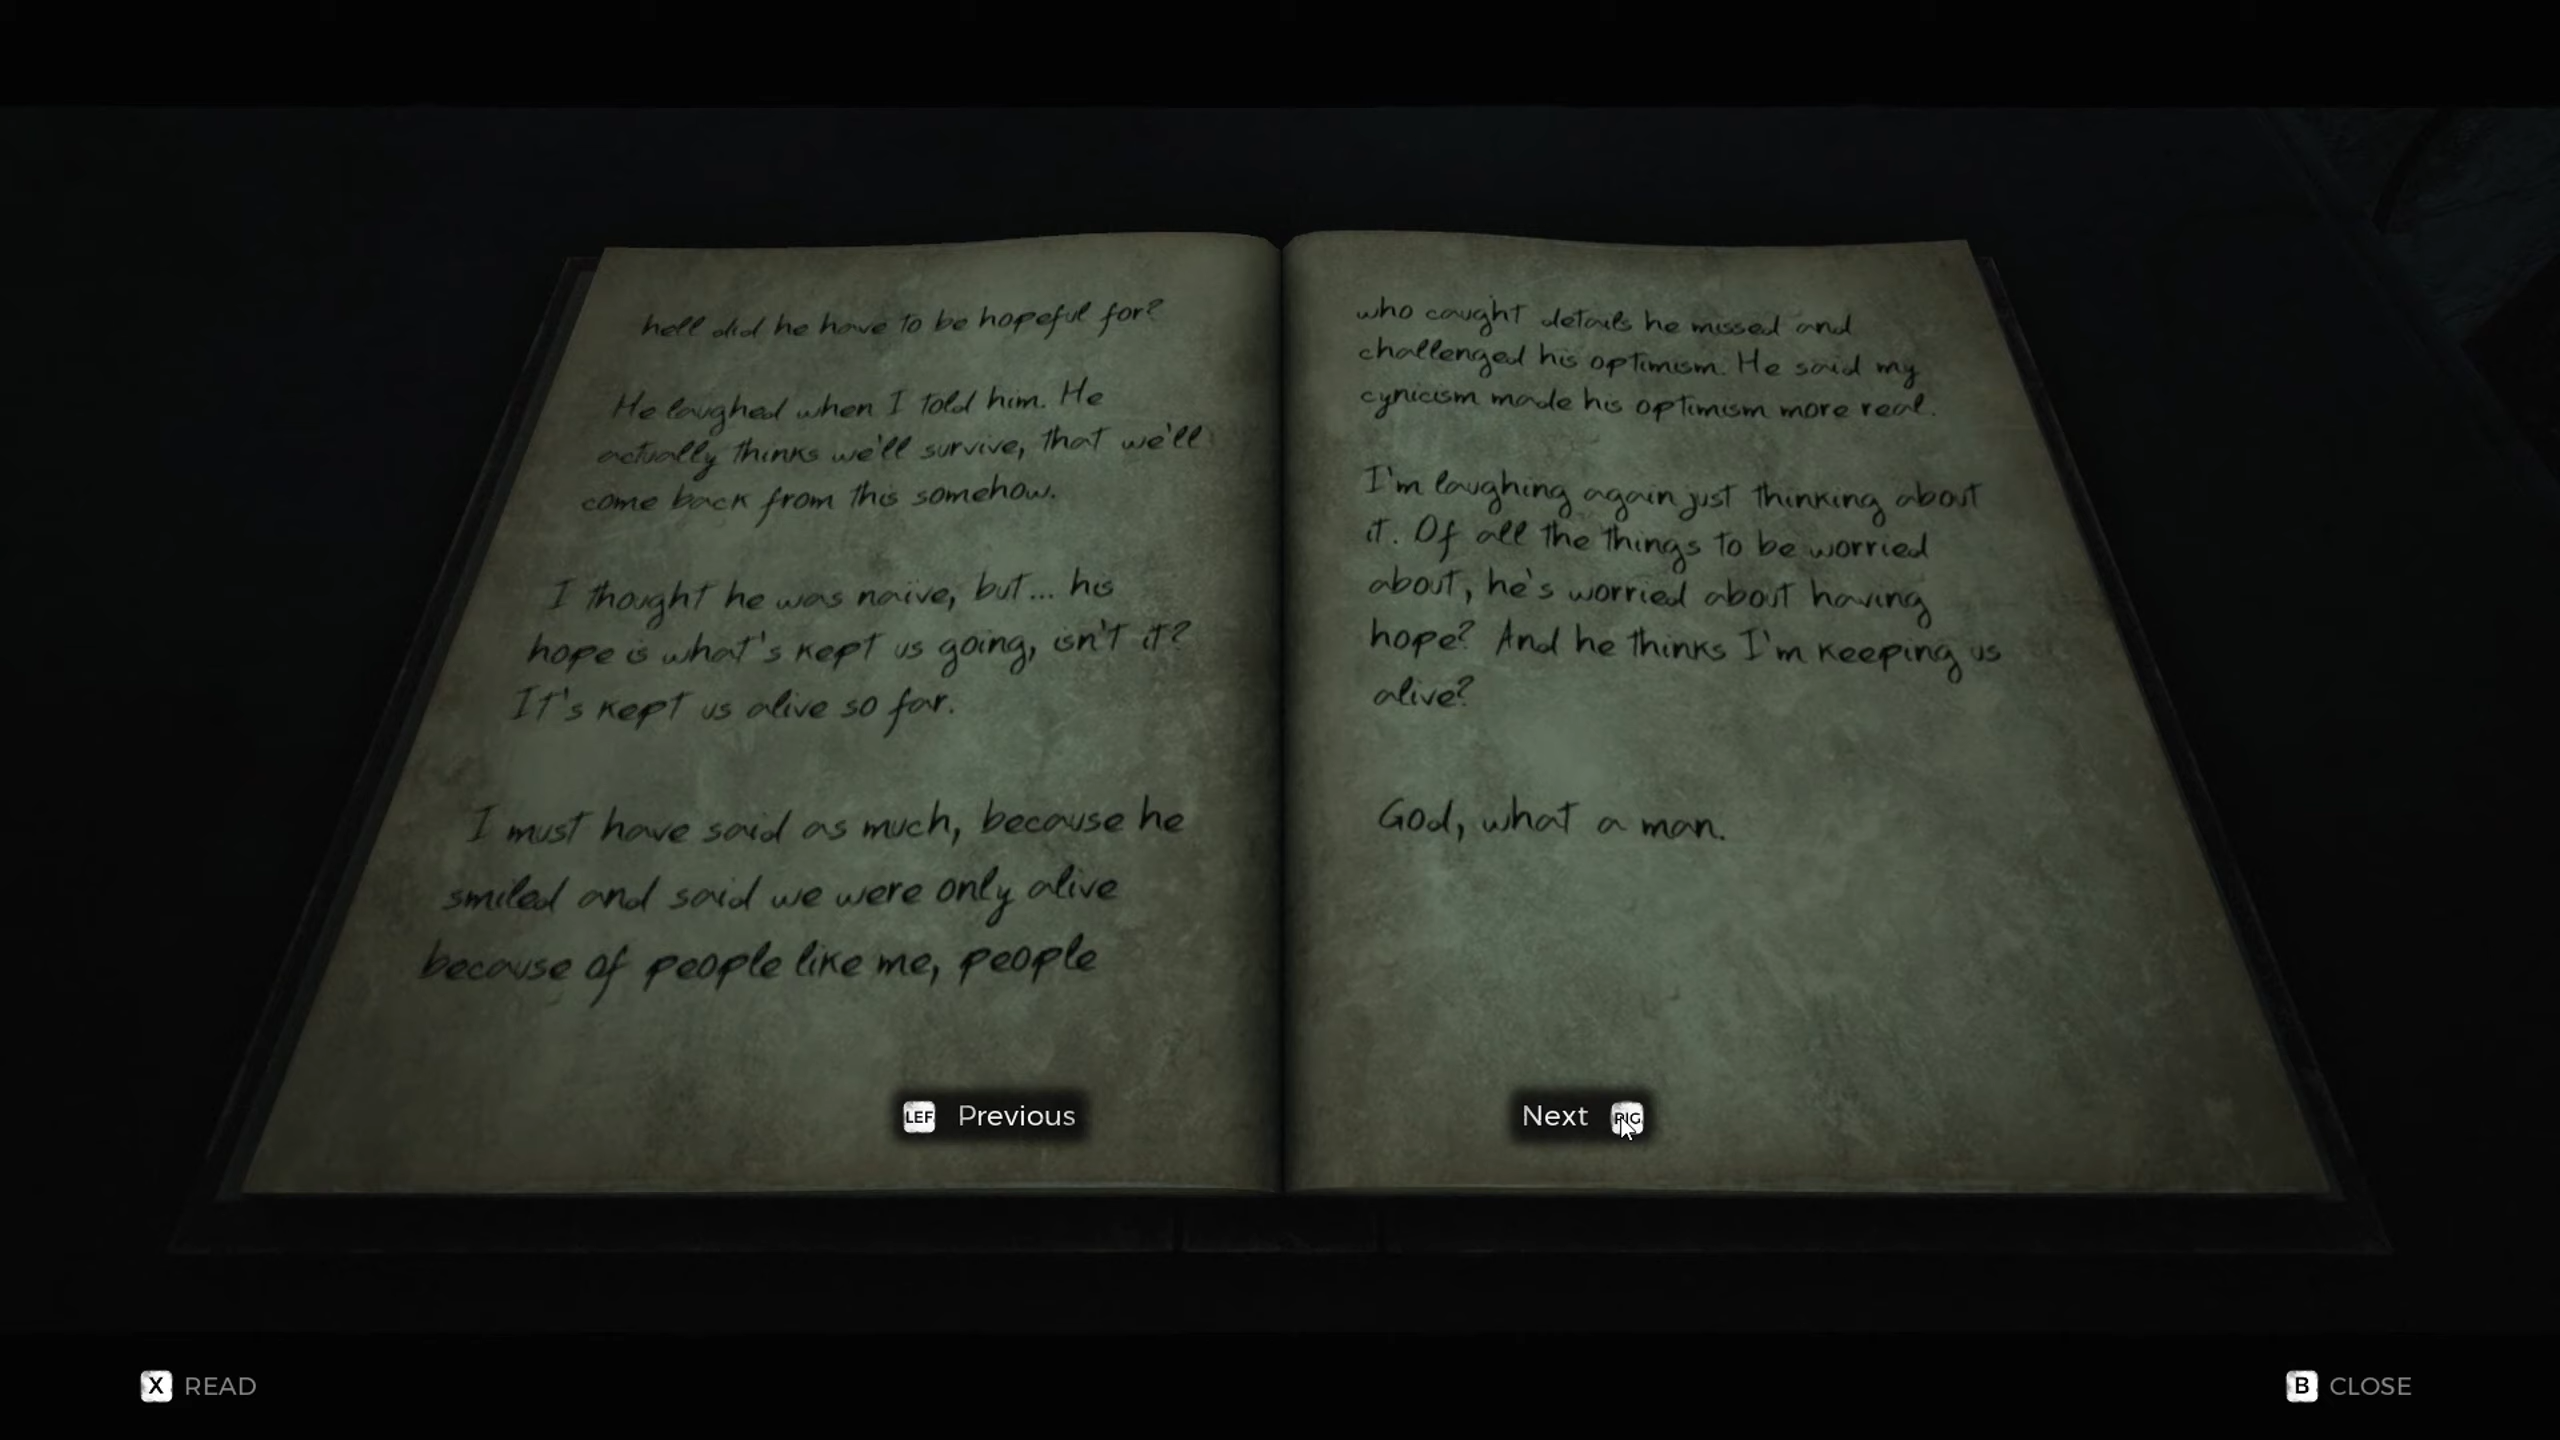 hell did he have to be hopeful for?
He laughed when I told him. He
actually thinks we'll survive, that we'll
come back from this somehow.
I thought he was naive, but... his
hope is what's kept us going, isn't it?
It's kept us alive so far.
I must have said as much, because he
smiled and said we were only alive
because of people like me, people
who caught details he missed and
challenged his optimism. He said my
cynicism made his optimism more real.
I'm laughing again just thinking about
it. Of all the things to be worried
about, he's worried about having
hope? And he thinks I'm keeping us
alive?
God, what a man.
LEF Previous
Next RIG
X READ
B CLOSE